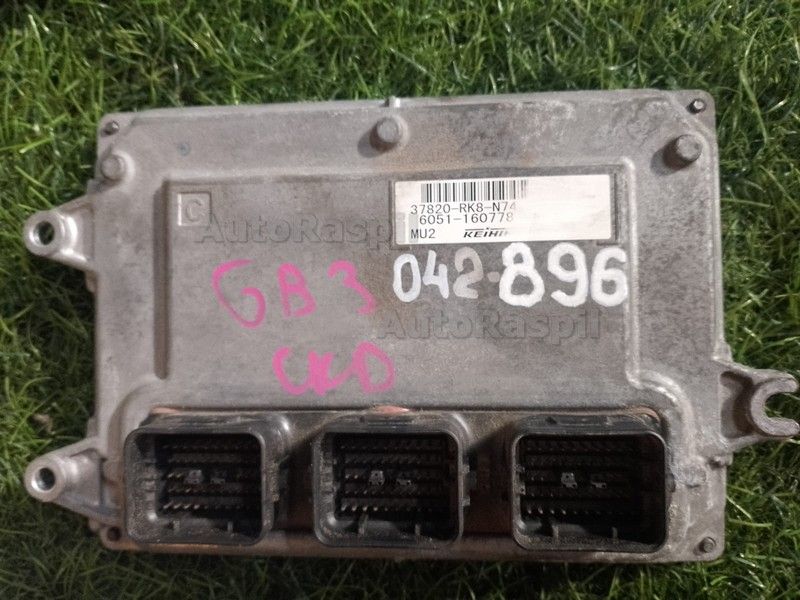 37820-RK8-N74
6051-160778
MU2 KEIHIN
C
AutoRaspil
GB3
042-896
AutoRaspil
CKD